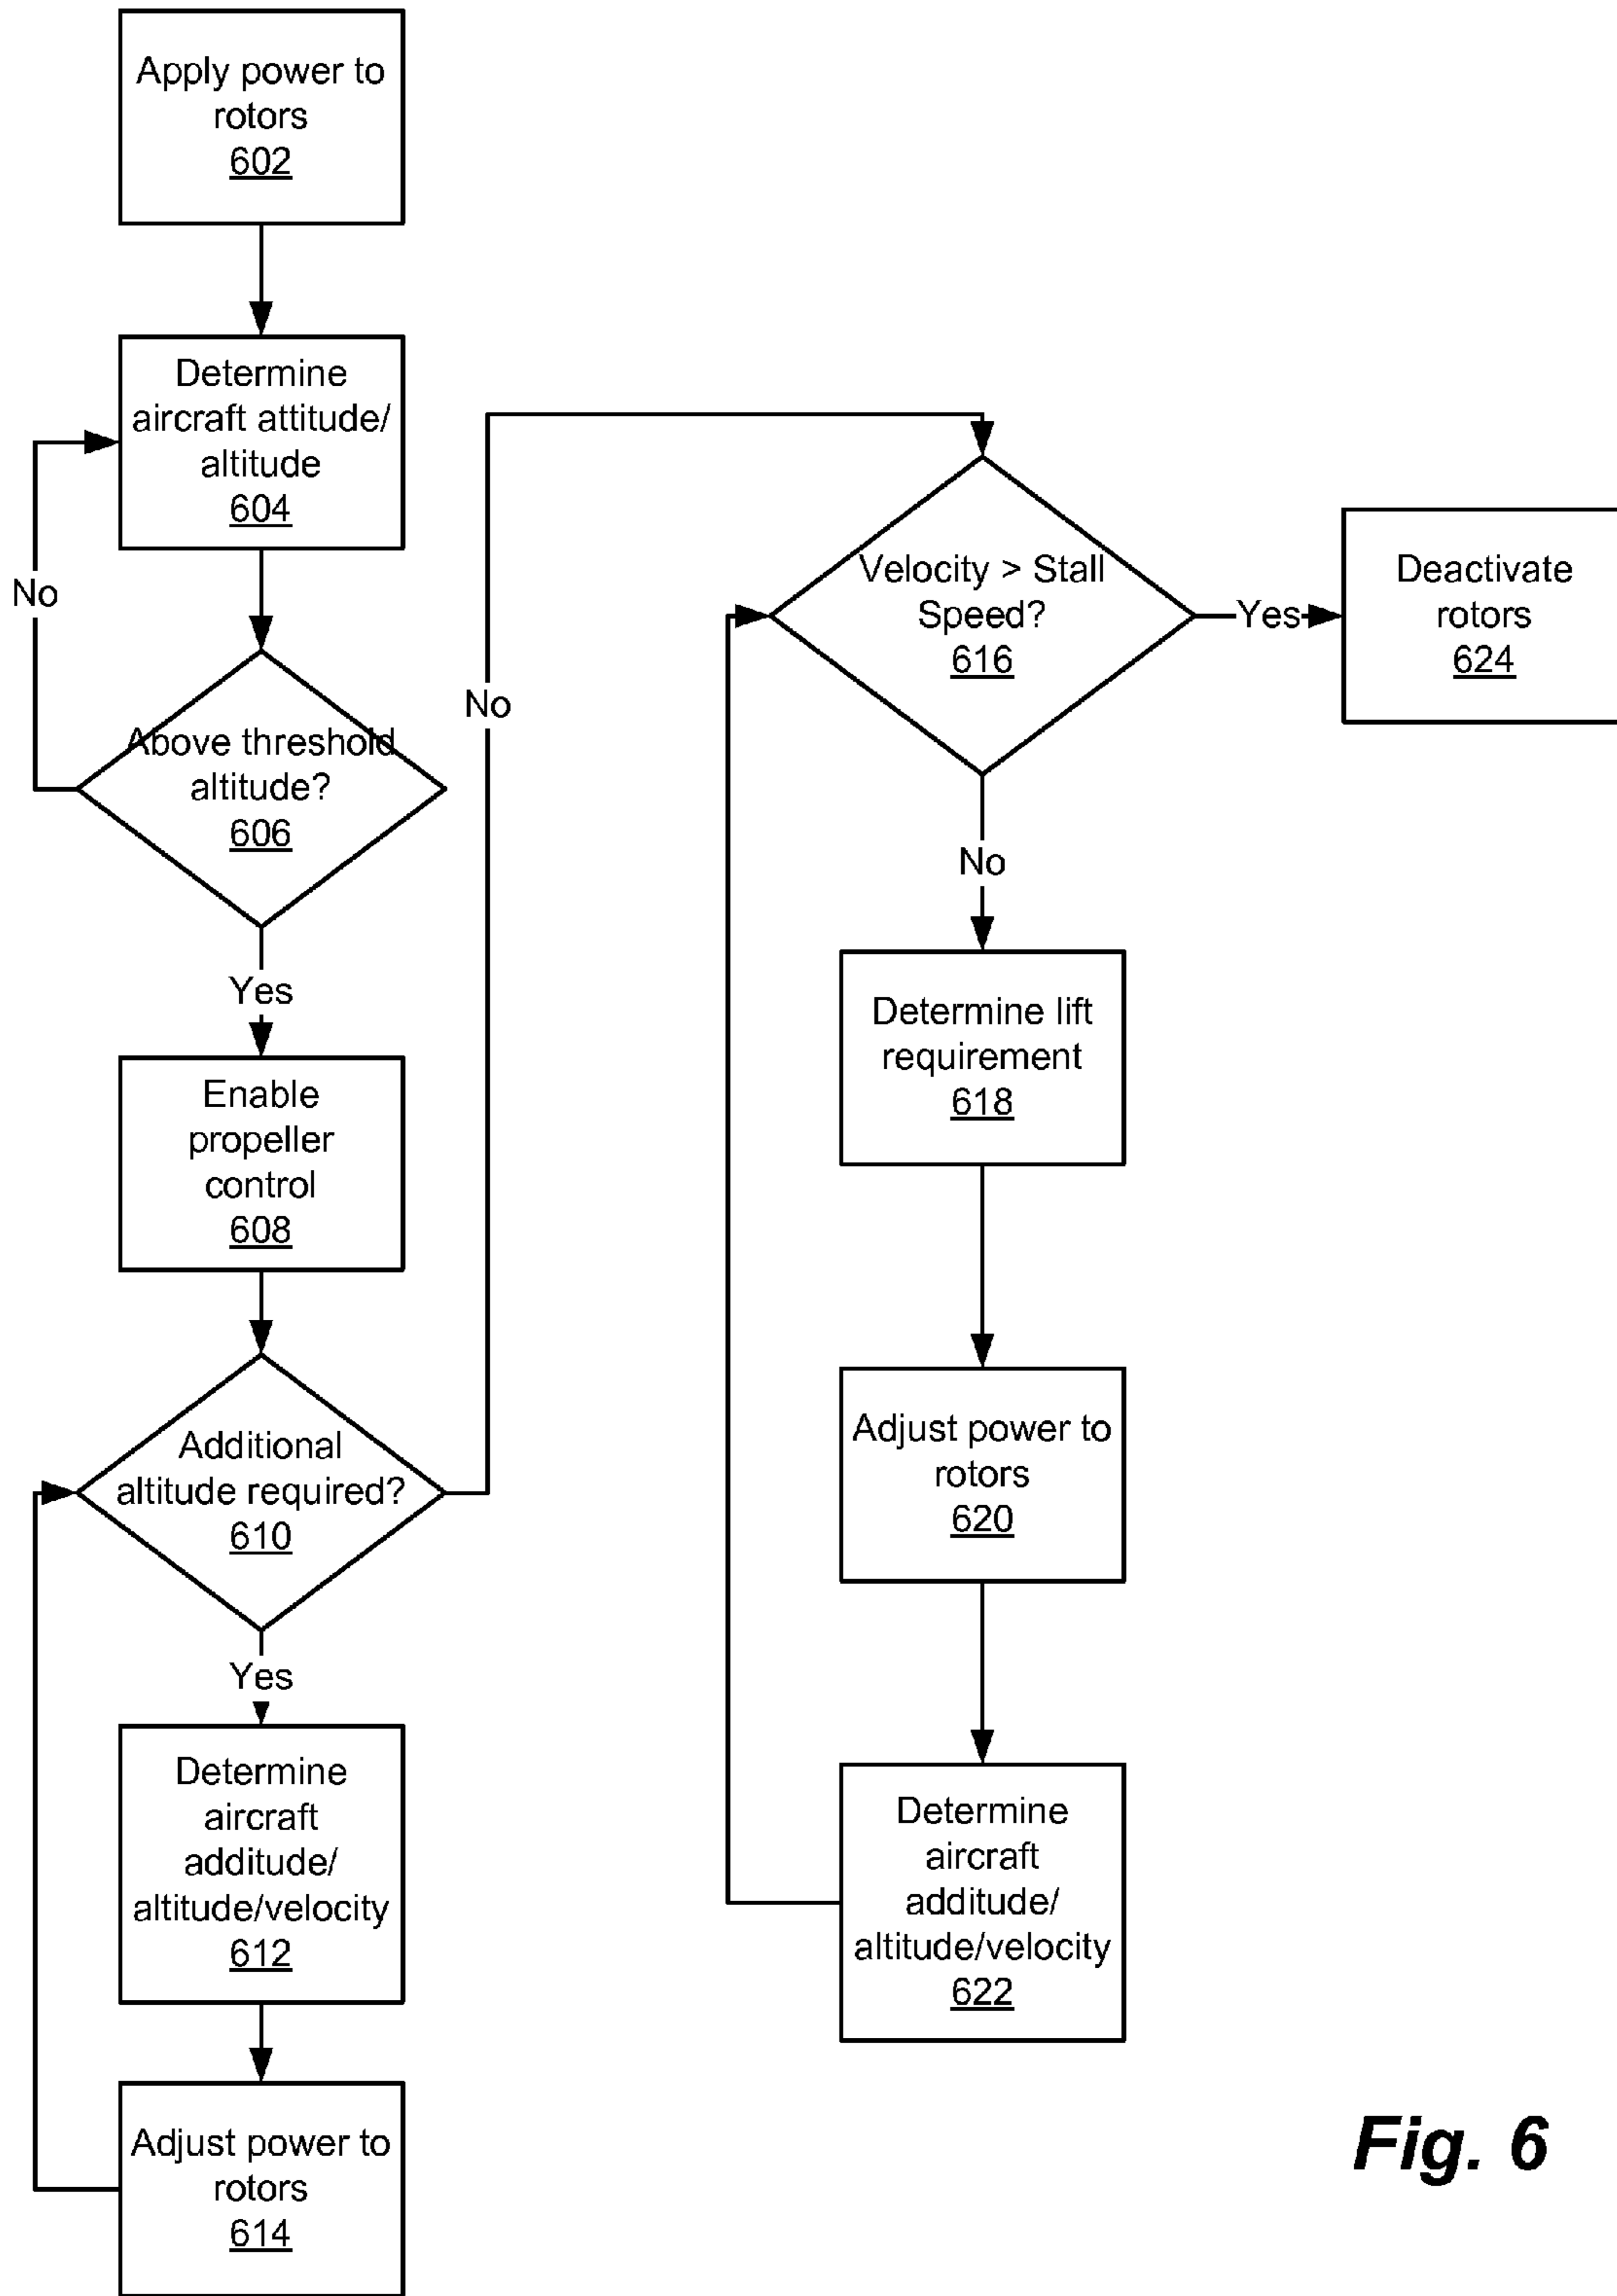 Apply power to
rotors
602
Determine
aircraft attitude/
altitude
604
No
Above threshold
altitude?
606
Yes
Enable
propeller
control
608
Additional
altitude required?
610
No
Yes
Determine
aircraft
additude/
altitude/velocity
612
Adjust power to
rotors
614
Velocity > Stall
Speed?
616
Yes
Deactivate
rotors
624
No
Determine lift
requirement
618
Adjust power to
rotors
620
Determine
aircraft
additude/
altitude/velocity
622
Fig. 6